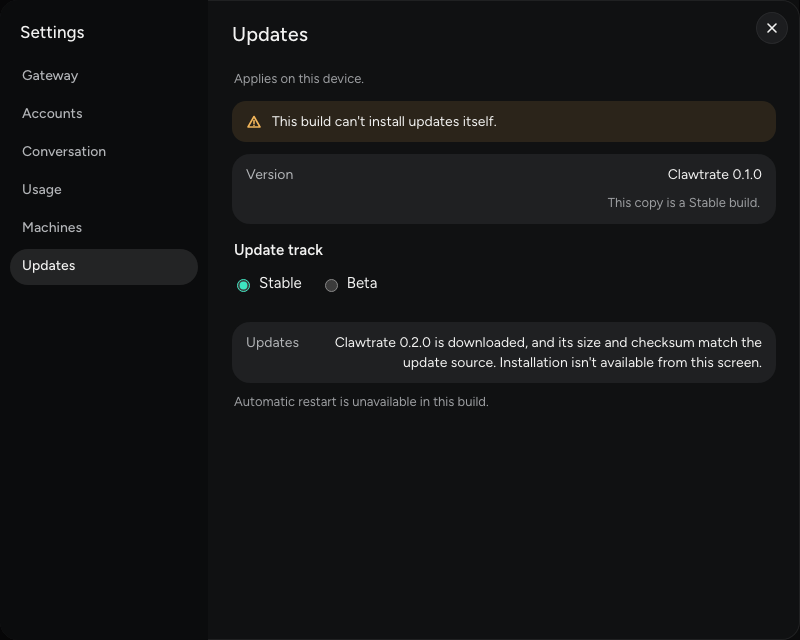 Settings
Gateway
Accounts
Conversation
Usage
Machines
Updates
Updates
Applies on this device.
This build can't install updates itself.
Version
Clawtrate 0.1.0
This copy is a Stable build.
Update track
Stable
Beta
Updates
Clawtrate 0.2.0 is downloaded, and its size and checksum match the
update source. Installation isn't available from this screen.
Automatic restart is unavailable in this build.